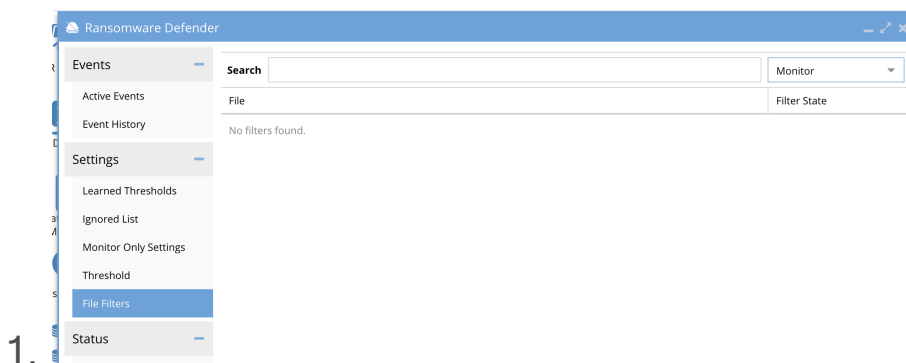 Ransomware Defender
Events
Search
Monitor
Active Events
File
Filter State
Event History
No filters found.
Settings
Learned Thresholds
Ignored List
Monitor Only Settings
Threshold
File Filters
Status
1.